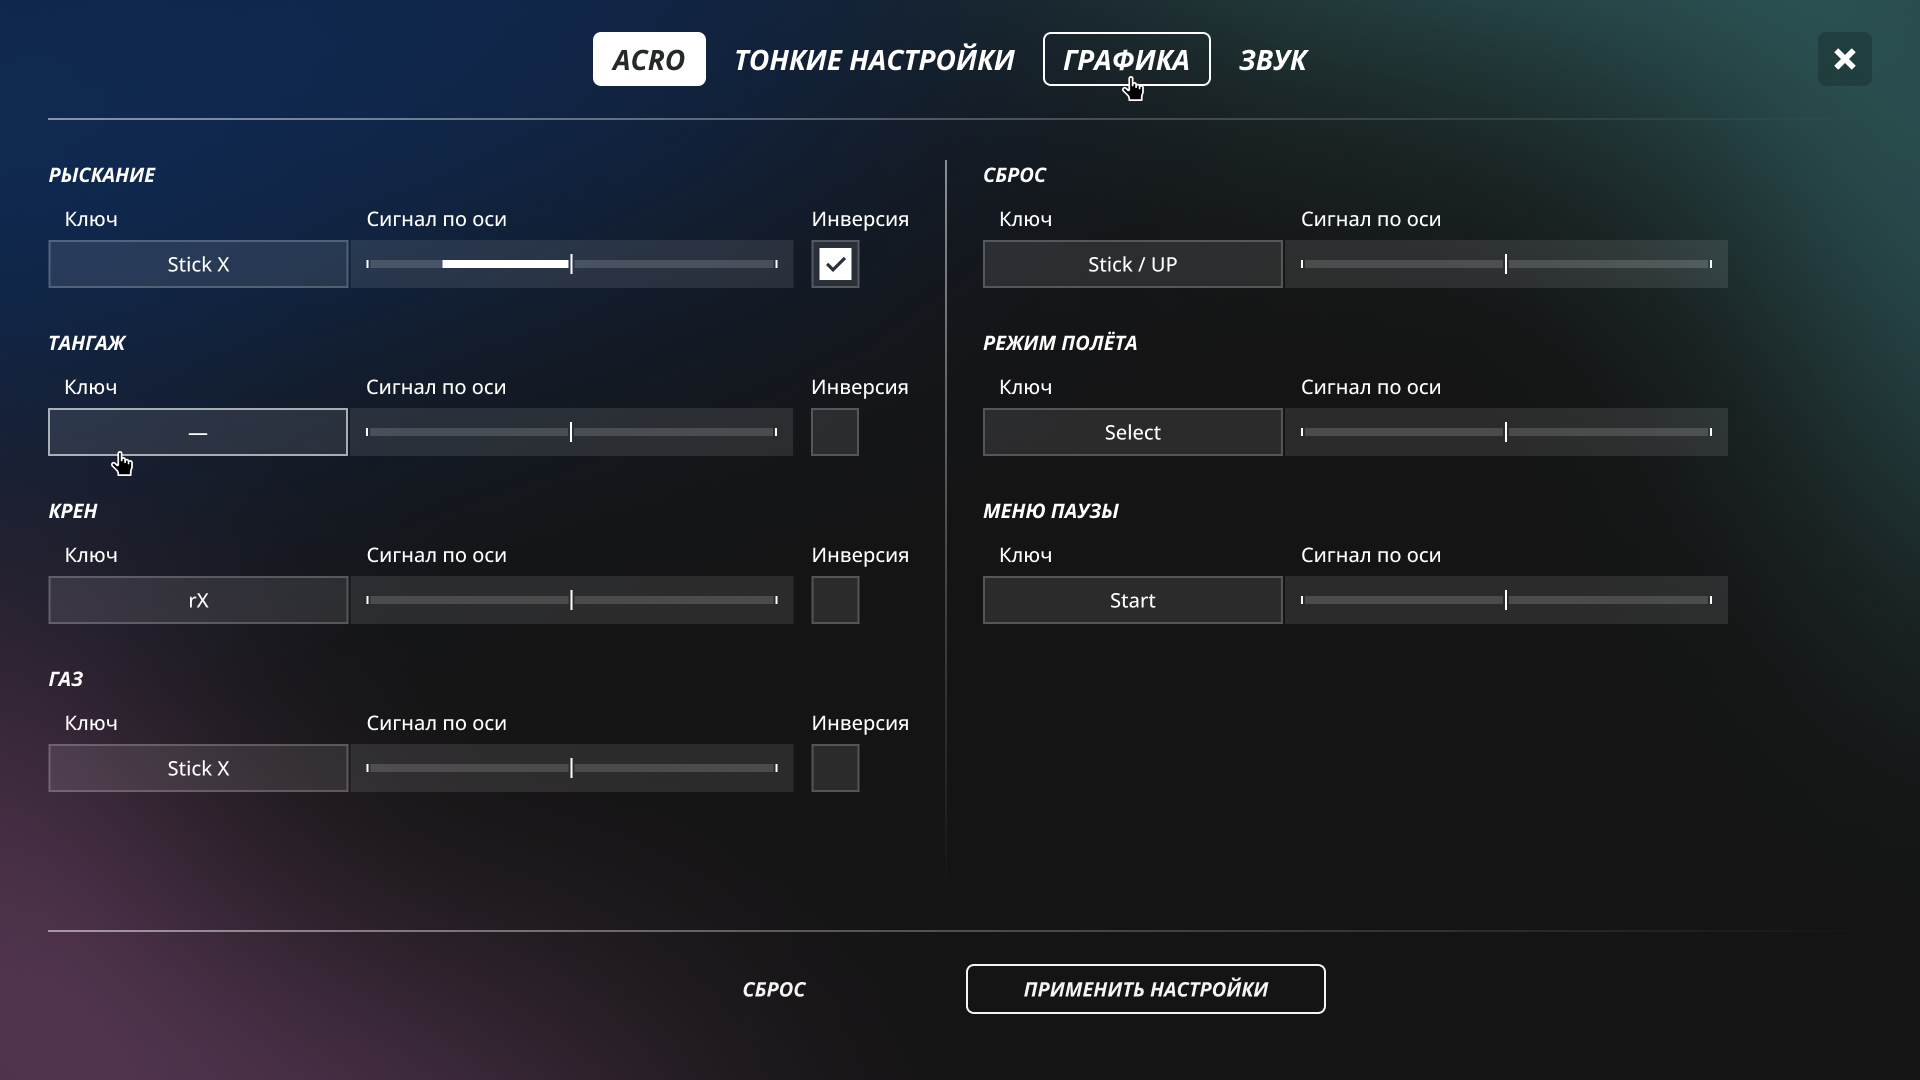 ACRO ТОНКИЕ НАСТРОЙКИ ГРАФИКА ЗВУК
РЫСКАНИЕ
Ключ Сигнал по оси Инверсия
Stick X
ТАНГАЖ
Ключ Сигнал по оси Инверсия
—
КРЕН
Ключ Сигнал по оси Инверсия
rX
ГАЗ
Ключ Сигнал по оси Инверсия
Stick X
СБРОС
Ключ Сигнал по оси
Stick / UP
РЕЖИМ ПОЛЁТА
Ключ Сигнал по оси
Select
МЕНЮ ПАУЗЫ
Ключ Сигнал по оси
Start
СБРОС ПРИМЕНИТЬ НАСТРОЙКИ